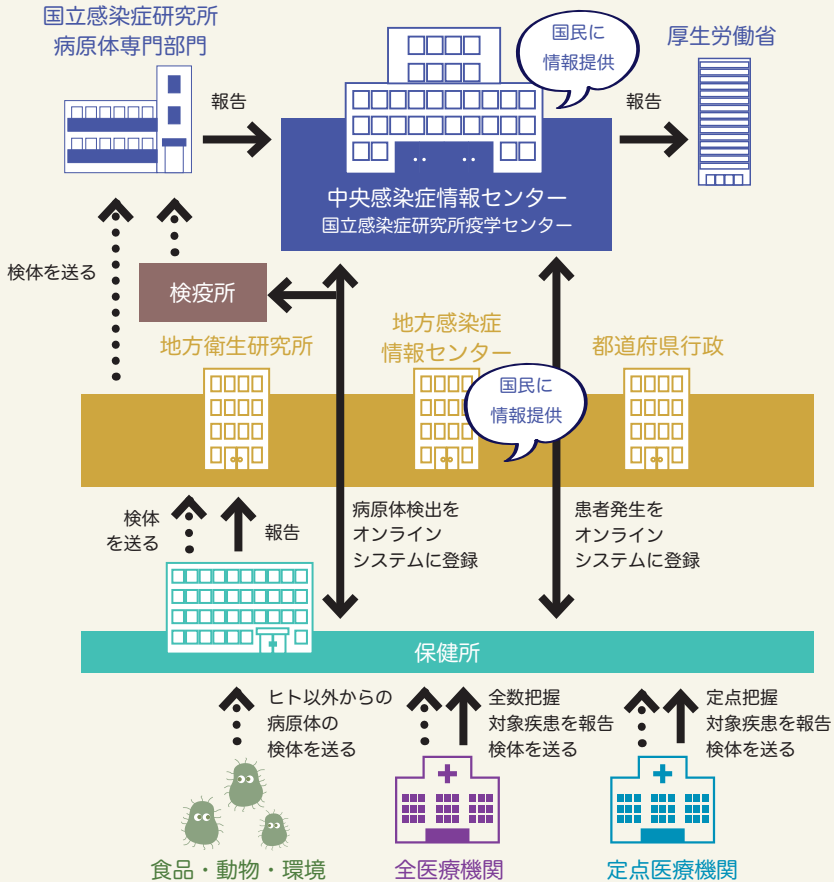 国立感染症研究所
病原体専門部門
報告
国民に
情報提供
報告
厚生労働省
中央感染症情報センター
国立感染症研究所疫学センター
検体を送る
検疫所
地方衛生研究所
地方感染症
情報センター
都道府県行政
国民に
情報提供
検体
を送る
報告
病原体検出を
オンライン
システムに登録
患者発生を
オンライン
システムに登録
保健所
ヒト以外からの
病原体の
検体を送る
全数把握
対象疾患を報告
検体を送る
定点把握
対象疾患を報告
検体を送る
食品・動物・環境
全医療機関
定点医療機関